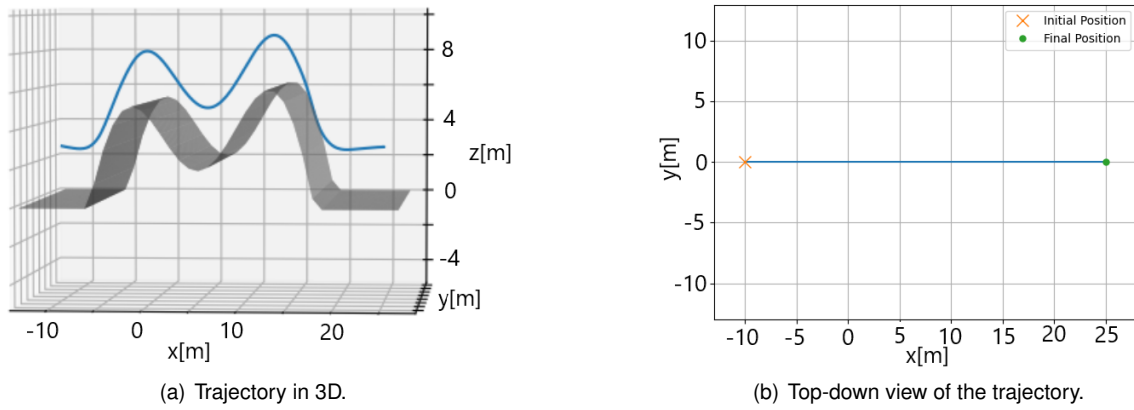 8
4
z[m]
0
-4
y[m]
-10 0 10 20
x[m]
(a) Trajectory in 3D.
Initial Position
Final Position
10
5
y[m]
0
-5
-10
-10 -5 0 5 10 15 20 25
x[m]
(b) Top-down view of the trajectory.